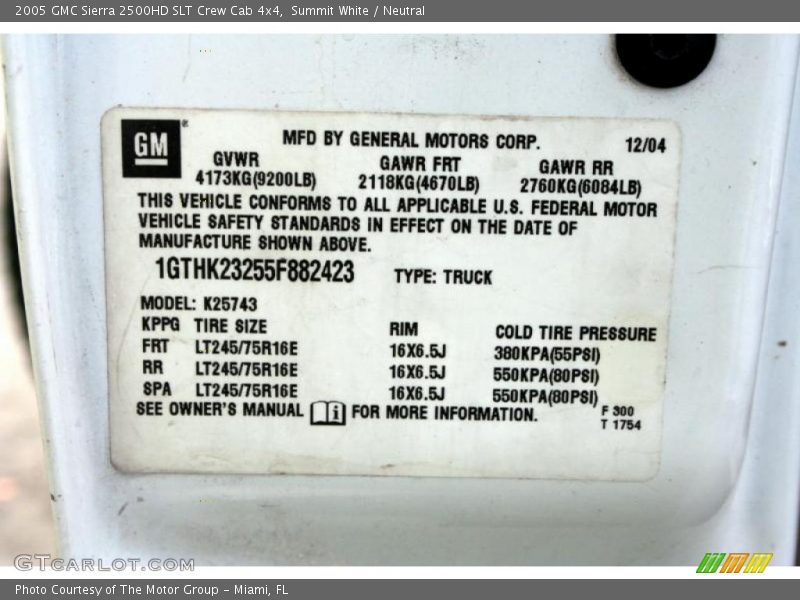 2005 GMC Sierra 2500HD SLT Crew Cab 4x4, Summit White / Neutral
GM®
MFD BY GENERAL MOTORS CORP. 12/04
GVWR GAWR FRT GAWR RR
4173KG(9200LB) 2118KG(4670LB) 2760KG(6084LB)
THIS VEHICLE CONFORMS TO ALL APPLICABLE U.S. FEDERAL MOTOR
VEHICLE SAFETY STANDARDS IN EFFECT ON THE DATE OF
MANUFACTURE SHOWN ABOVE.
1GTHK23255F882423 TYPE: TRUCK
MODEL: K25743
KPPG TIRE SIZE RIM COLD TIRE PRESSURE
FRT LT245/75R16E 16X6.5J 380KPA(55PSI)
RR LT245/75R16E 16X6.5J 550KPA(80PSI)
SPA LT245/75R16E 16X6.5J 550KPA(80PSI)
SEE OWNER'S MANUAL i FOR MORE INFORMATION. F 300
T 1754
GTCARLOT.COM
Photo Courtesy of The Motor Group - Miami, FL